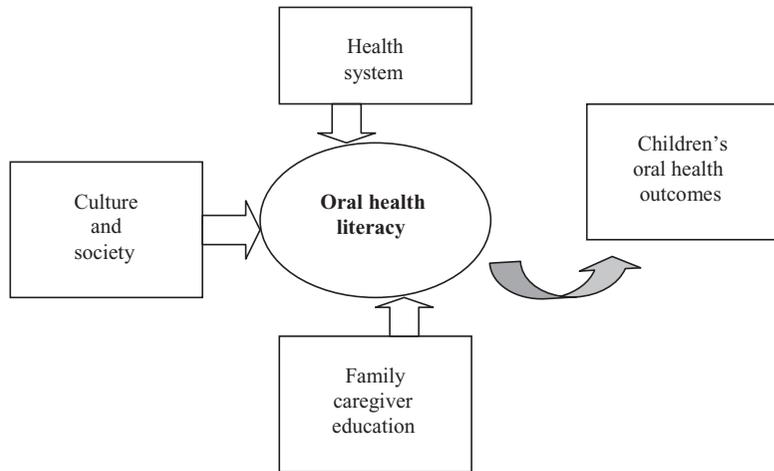 Health
system
Children's
oral health
outcomes
Culture
and
society
Oral health
literacy
Family
caregiver
education